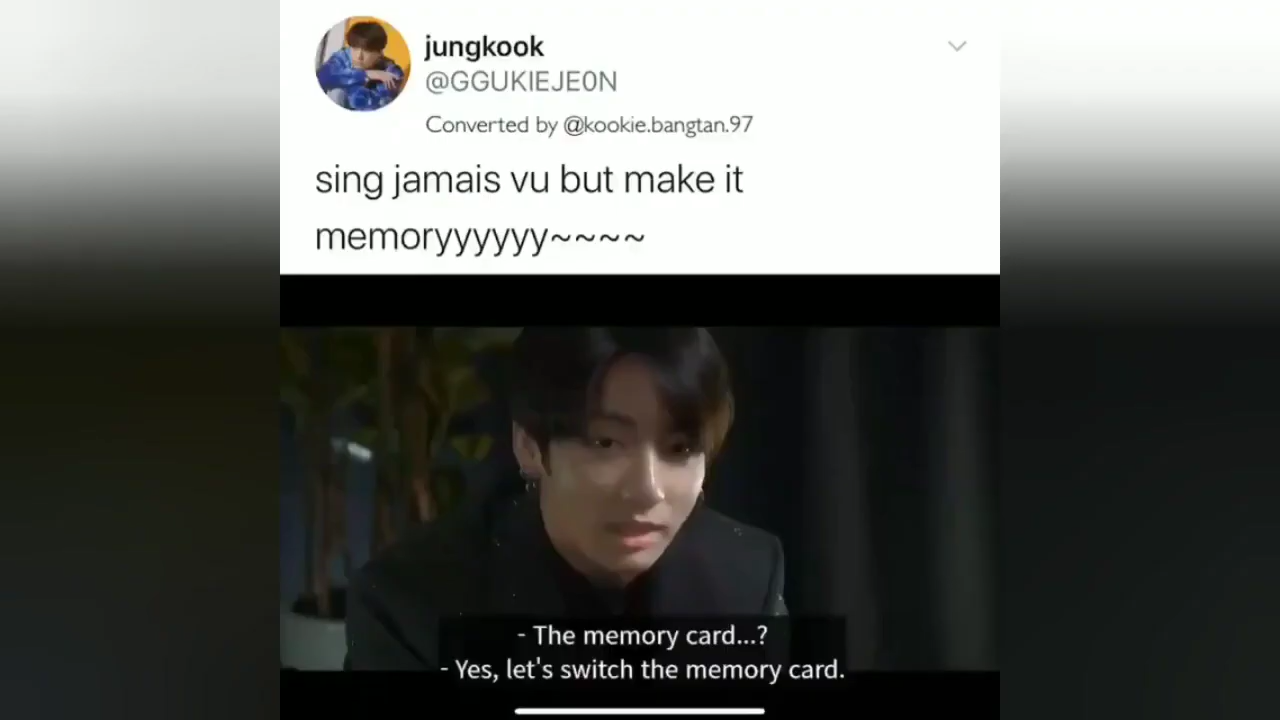 jungkook
@GGUKIEJE0N
Converted by @kookie.bangtan.97
sing jamais vu but make it
memoryyyyyy~~~~
- The memory card...?
- Yes, let's switch the memory card.